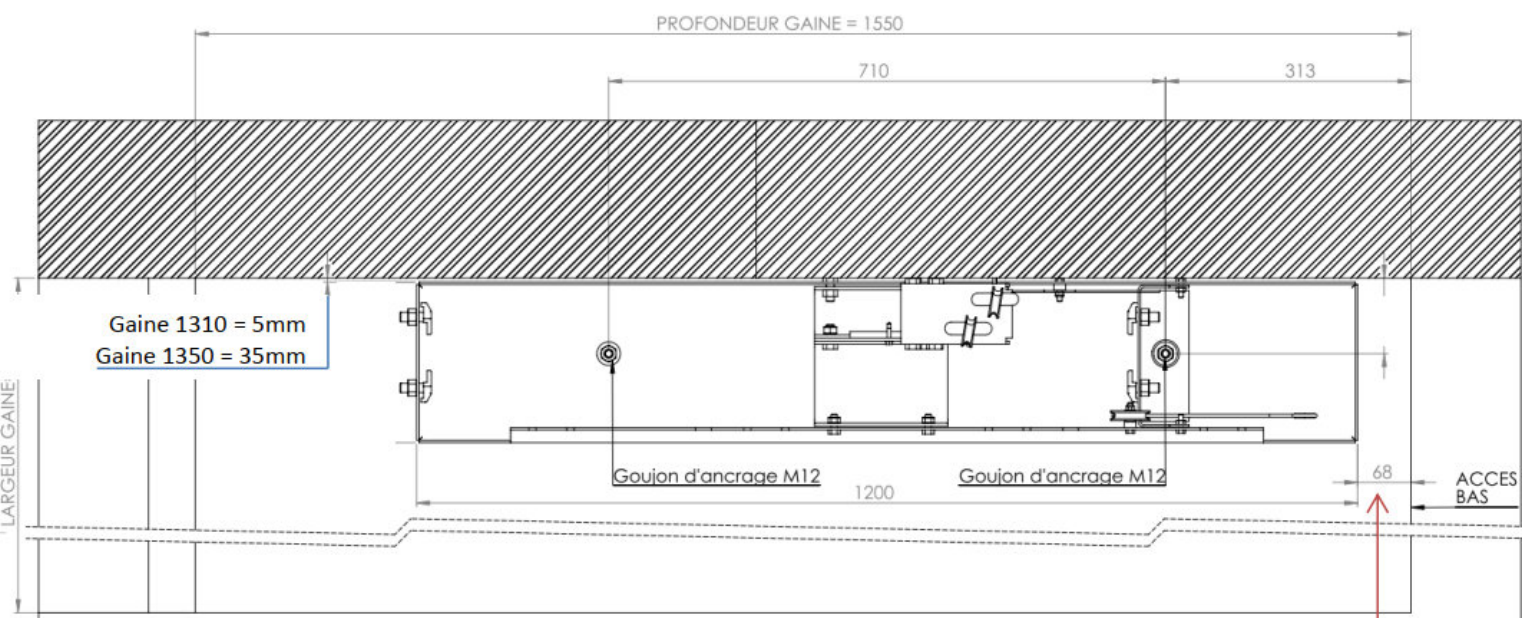 PROFONDEUR GAINE = 1550
710
313
Gaine 1310 = 5mm
Gaine 1350 = 35mm
LARGEUR GAINE
Goujon d'ancrage M12
Goujon d'ancrage M12
1200
68
ACCES
BAS